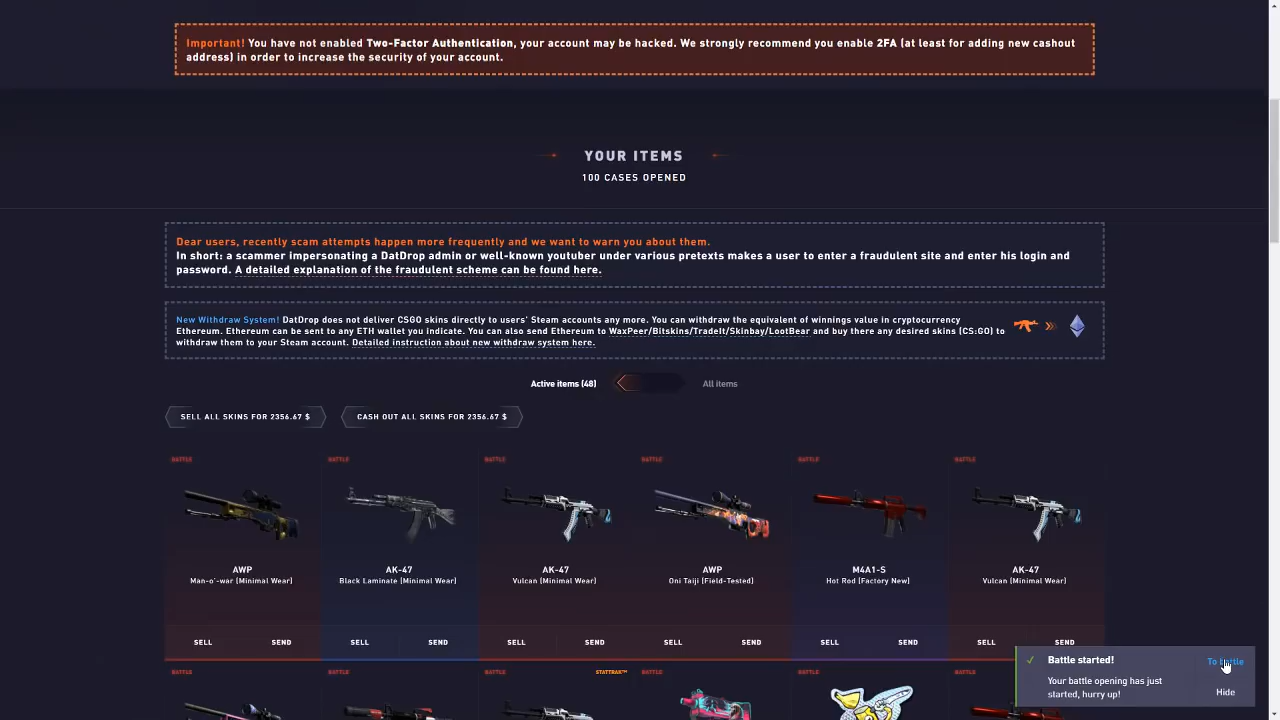 Important! You have not enabled Two-Factor Authentication, your account may be hacked. We strongly recommend you enable 2FA (at least for adding new cashout
address) in order to increase the security of your account.
YOUR ITEMS
100 CASES OPENED
Dear users, recently scam attempts happen more frequently and we want to warn you about them.
In short: a scammer impersonating a DatDrop admin or well-known youtuber under various pretexts makes a user to enter a fraudulent site and enter his login and
password. A detailed explanation of the fraudulent scheme can be found here.
New Withdraw System! DatDrop does not deliver CSGO skins directly to users' Steam accounts any more. You can withdraw the equivalent of winnings value in cryptocurrency
Ethereum. Ethereum can be sent to any ETH wallet you indicate. You can also send Ethereum to WaxPeer/Bitskins/TradeIt/Skinbay/LootBear and buy there any desired skins (CS:GO) to
withdraw them to your Steam account. Detailed instruction about new withdraw system here.
Active items (48) All items
SELL ALL SKINS FOR 2356.67 $ CASH OUT ALL SKINS FOR 2356.67 $
BATTLE BATTLE BATTLE BATTLE BATTLE BATTLE
AWP AK-47 AK-47 AWP M4A1-S AK-47
Man-o'-war (Minimal Wear) Black Laminate (Minimal Wear) Vulcan (Minimal Wear) Oni Taiji (Field-Tested) Hot Rod (Factory New) Vulcan (Minimal Wear)
SELL SEND SELL SEND SELL SEND SELL SEND SELL SEND SELL SEND
BATTLE BATTLE BATTLE STATTRAK™ BATTLE BATTLE BATTLE
Battle started! To battle
Your battle opening has just
started, hurry up!
Hide